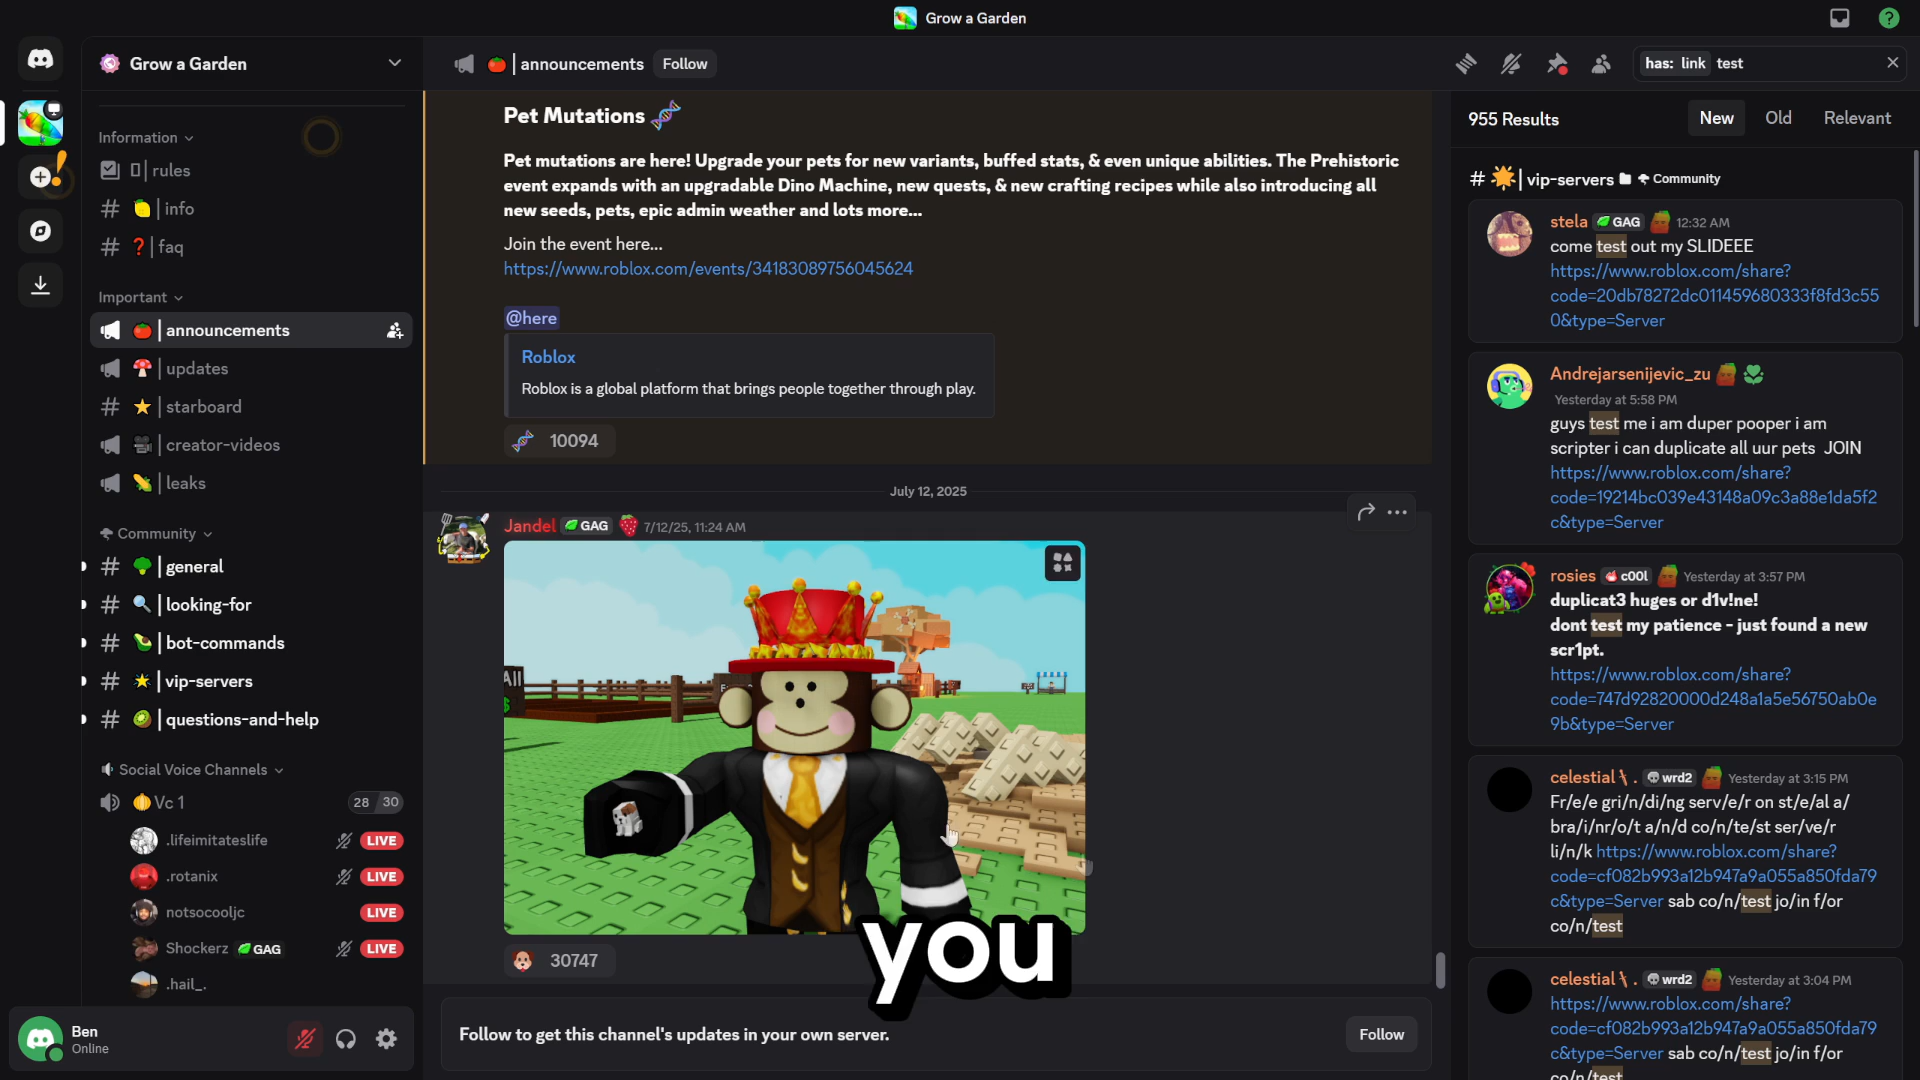 Grow a Garden
?
Grow a Garden
Information
rules
info
faq
Important
announcements
updates
starboard
creator-videos
leaks
Community
general
looking-for
bot-commands
vip-servers
questions-and-help
Social Voice Channels
Vc 1
28 / 30
.lifeimitateslife
LIVE
.rotanix
LIVE
notsocooljc
LIVE
Shockerz GAG
LIVE
.hail_.
Ben
Online
announcements
Follow
Pet Mutations
Pet mutations are here! Upgrade your pets for new variants, buffed stats, & even unique abilities. The Prehistoric
event expands with an upgradable Dino Machine, new quests, & new crafting recipes while also introducing all
new seeds, pets, epic admin weather and lots more...
Join the event here...
https://www.roblox.com/events/34183089756045624
@here
Roblox
Roblox is a global platform that brings people together through play.
10094
July 12, 2025
Jandel GAG 7/12/25, 11:24 AM
30747
you
Follow to get this channel's updates in your own server.
Follow
has: link test
955 Results
New
Old
Relevant
# | vip-servers Community
stela GAG 12:32 AM
come test out my SLIDEEE
https://www.roblox.com/share?
code=20db78272dc011459680333f8fd3c55
0&type=Server
Andrejarsenijevic_zu
Yesterday at 5:58 PM
guys test me i am duper pooper i am
scripter i can duplicate all uur pets JOIN
https://www.roblox.com/share?
code=19214bc039e43148a09c3a88e1da5f2
c&type=Server
rosies c00l Yesterday at 3:57 PM
duplicat3 huges or d1v!ne!
dont test my patience - just found a new
scr1pt.
https://www.roblox.com/share?
code=747d92820000d248a1a5e56750ab0e
9b&type=Server
celestial . wrd2 Yesterday at 3:15 PM
Fr/e/e gri/n/di/ng serv/e/r on st/e/al a/
bra/i/nr/o/t a/n/d co/n/te/st ser/ve/r
li/n/k https://www.roblox.com/share?
code=cf082b993a12b947a9a055a850fda79
c&type=Server sab co/n/test jo/in f/or
co/n/test
celestial . wrd2 Yesterday at 3:04 PM
https://www.roblox.com/share?
code=cf082b993a12b947a9a055a850fda79
c&type=Server sab co/n/test jo/in f/or
co/n/test